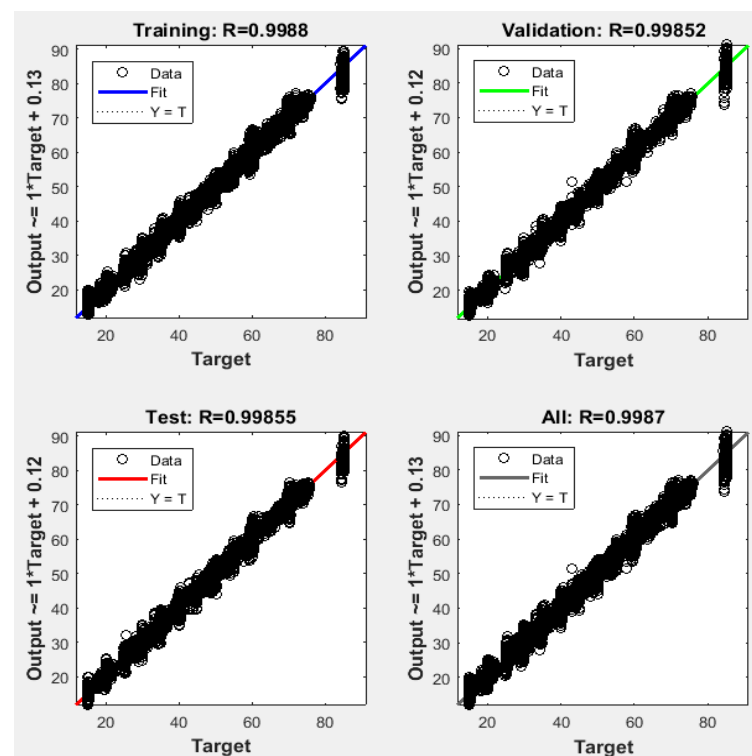 Training: R=0.9988
Output ~= 1*Target + 0.13
90
80
70
60
50
40
30
20
Data
Fit
Y = T
20 40 60 80
Target
Validation: R=0.99852
Output ~= 1*Target + 0.12
90
80
70
60
50
40
30
20
Data
Fit
Y = T
20 40 60 80
Target
Test: R=0.99855
Output ~= 1*Target + 0.12
90
80
70
60
50
40
30
20
Data
Fit
Y = T
20 40 60 80
Target
All: R=0.9987
Output ~= 1*Target + 0.13
90
80
70
60
50
40
30
20
Data
Fit
Y = T
20 40 60 80
Target